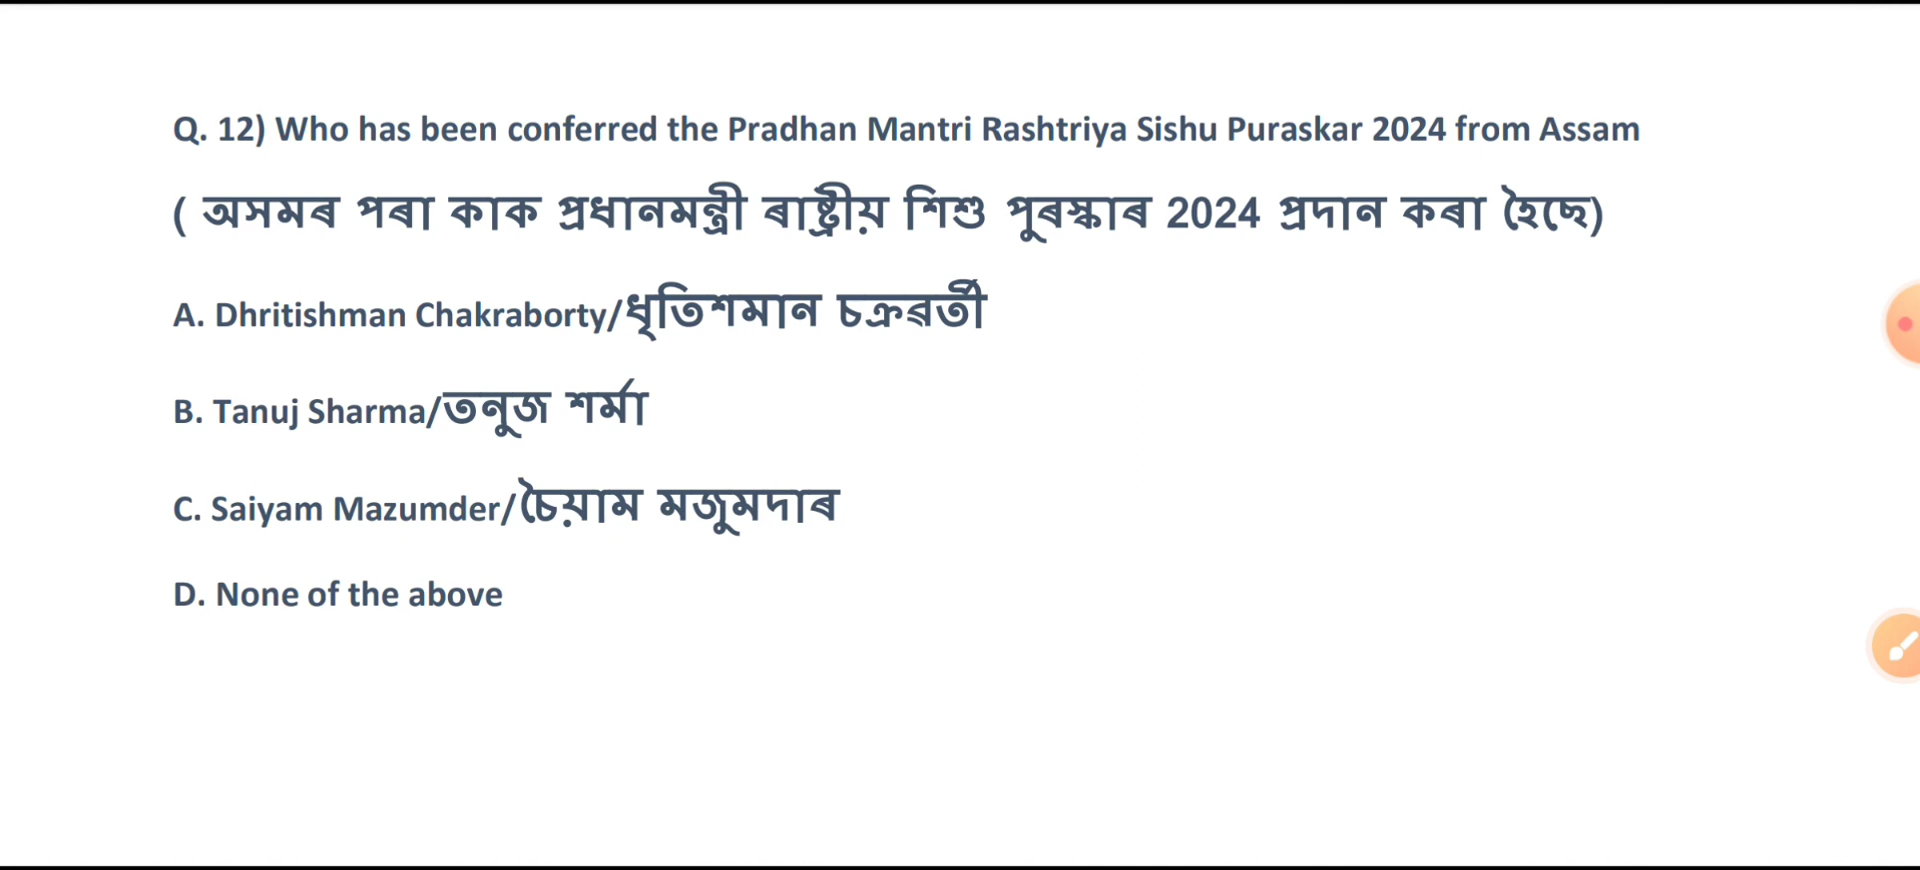 Q. 12) Who has been conferred the Pradhan Mantri Rashtriya Sishu Puraskar 2024 from Assam
( অসমৰ পৰা কাক প্ৰধানমন্ত্ৰী ৰাষ্ট্ৰীয় শিশু পুৰস্কাৰ 2024 প্ৰদান কৰা হৈছে)
A. Dhritishman Chakraborty/ধৃতিশমান চক্ৰৱৰ্তী
B. Tanuj Sharma/তনুজ শৰ্মা
C. Saiyam Mazumder/চৈয়াম মজুমদাৰ
D. None of the above